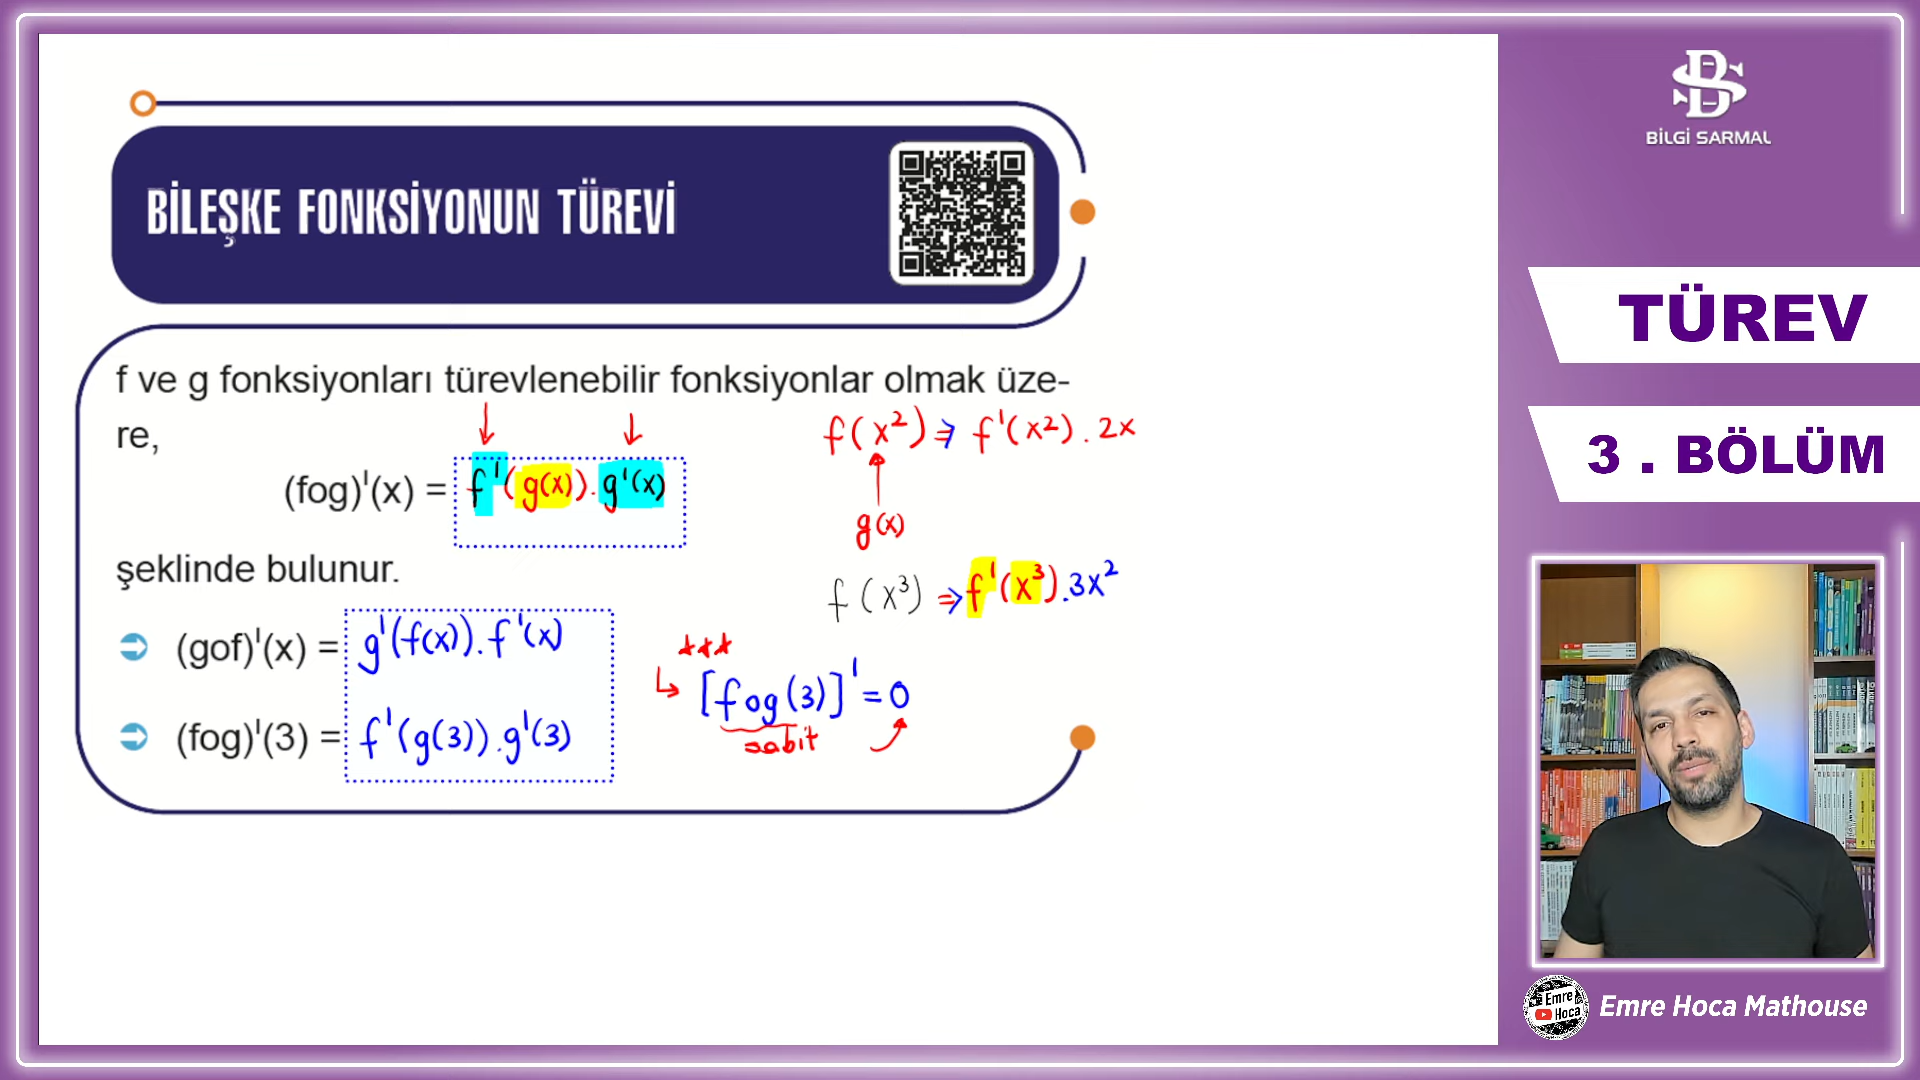 BİLGİ SARMAL
BİLEŞKE FONKSİYONUN TÜREVİ
TÜREV
3 . BÖLÜM
f ve g fonksiyonları türevlenebilir fonksiyonlar olmak üze-
re,
(fog)'(x) = f'(g(x)).g'(x)
şeklinde bulunur.
(gof)'(x) = g'(f(x)).f'(x)
(fog)'(3) = f'(g(3)).g'(3)
f(x²) ⇒ f'(x²).2x
g(x)
f(x³) ⇒ f'(x³).3x²
[fog(3)]' = 0
sabit
Emre
Hoca
Emre Hoca Mathouse